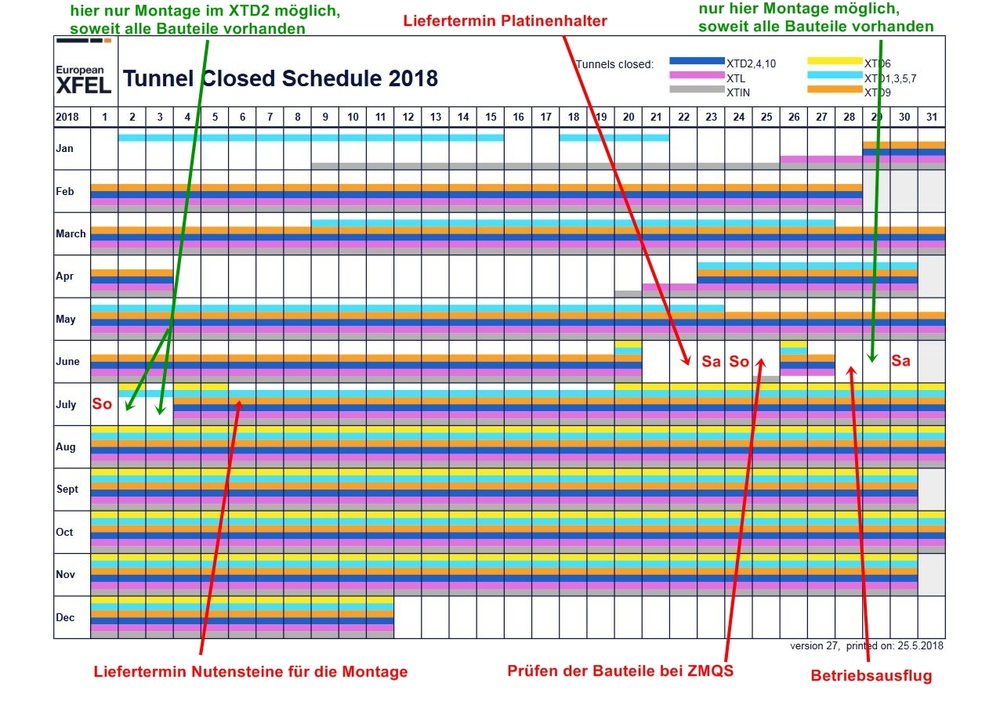 hier nur Montage im XTD2 möglich,
soweit alle Bauteile vorhanden
Liefertermin Platinenhalter
nur hier Montage möglich,
soweit alle Bauteile vorhanden
European
XFEL
Tunnel Closed Schedule 2018
Tunnels closed:
XTD2,4,10
XTD6
XTL
XTD1,3,5,7
XTIN
XTD9
2018 1 2 3 4 5 6 7 8 9 10 11 12 13 14 15 16 17 18 19 20 21 22 23 24 25 26 27 28 29 30 31
Jan
Feb
March
Apr
May
June Sa So Sa
July So
Aug
Sept
Oct
Nov
Dec
version 27, printed on: 25.5.2018
Liefertermin Nutensteine für die Montage
Prüfen der Bauteile bei ZMQS
Betriebsausflug